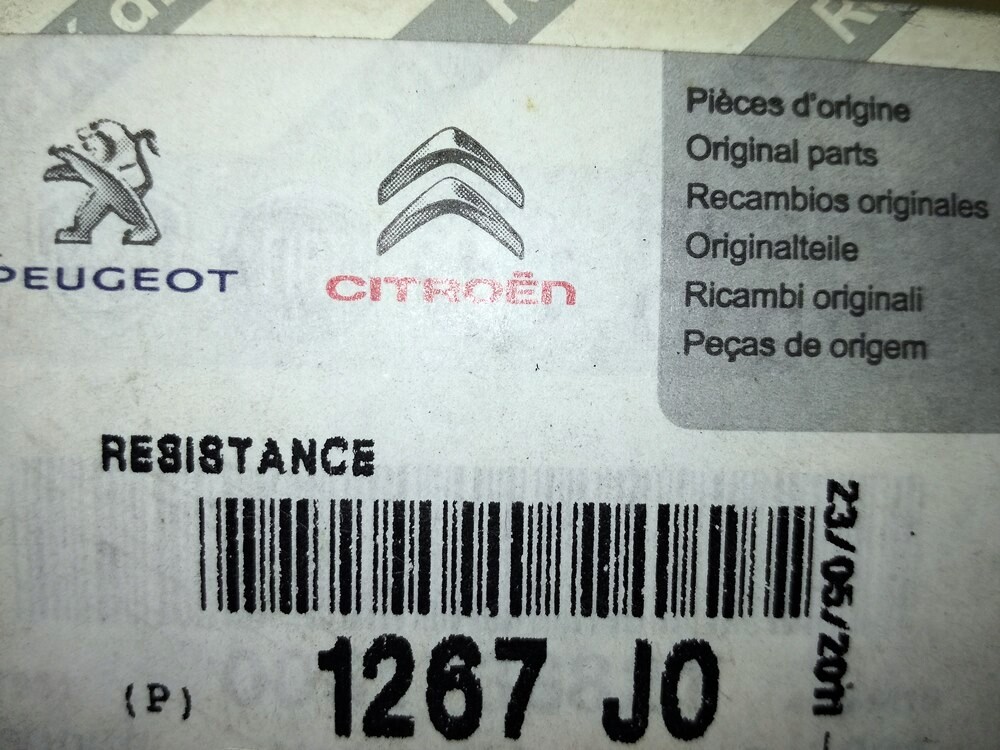 PEUGEOT
CITROËN
Pièces d'origine
Original parts
Recambios originales
Originalteile
Ricambi originali
Peças de origem
RESISTANCE
23/05/2011
(P)
1267 J0